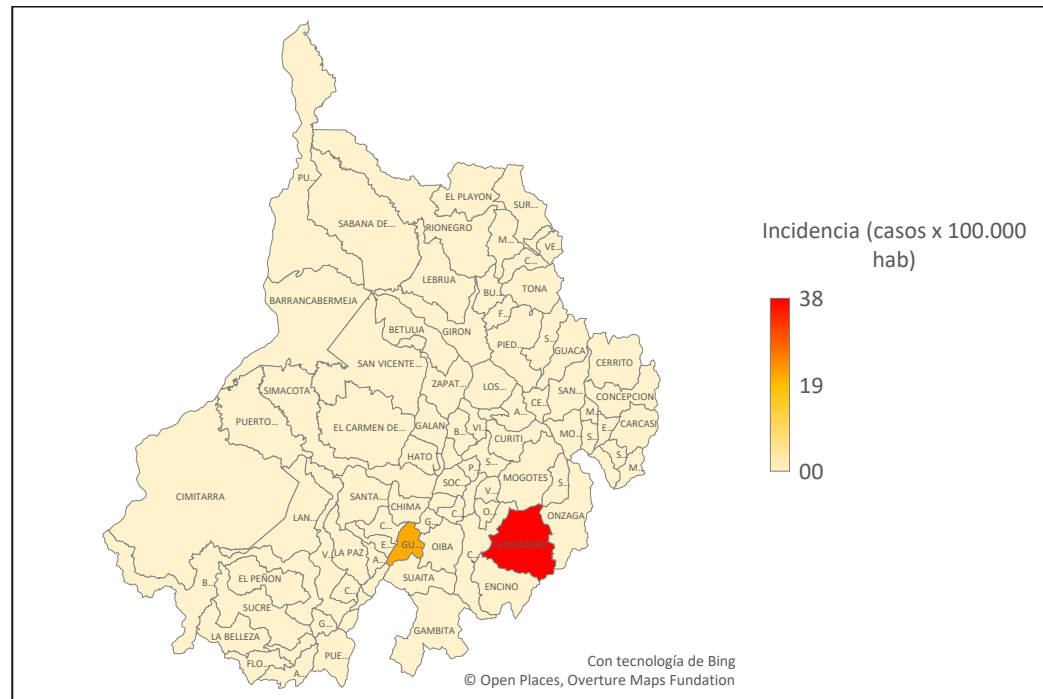 PU...
EL PLAYON
SUR...
SABANA DE...
RIONEGRO
M...
VE...
C...
LEBRIJA
BU...
TONA
BARRANCABERMEJA
F...
BETULIA
GIRON
PIED...
S...
GUACA
SAN VICENTE...
CERRITO
ZAPAT...
LOS...
SAN...
SIMACOTA
CE...
CONCEPCION
A...
M...
PUERTO...
EL CARMEN DE...
GALAN
B...
VI...
CURITI
MO...
S...
E...
CARCASI
HATO
S...
P...
S...
M...
CIMITARRA
SOC...
MOGOTES
S...
SANTA...
V...
CHIMA
C...
O...
ONZAGA
LAN...
C...
G...
V...
LA PAZ
E...
GU...
OIBA
A...
C...
B...
EL PEÑON
SUAITA
ENCINO
C...
SUCRE
G...
LA BELLEZA
GAMBITA
FLO...
PUE...
A...
Incidencia (casos x 100.000
hab)
38
19
00
Con tecnología de Bing
© Open Places, Overture Maps Fundation